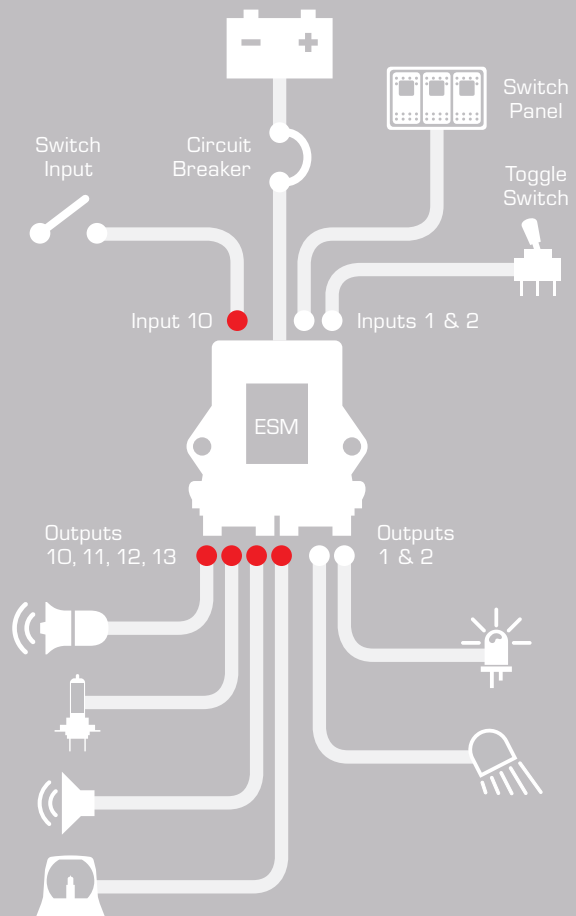 Switch
Panel
Switch
Input
Circuit
Breaker
Toggle
Switch
Input 10
Inputs 1 & 2
ESM
Outputs
10, 11, 12, 13
Outputs
1 & 2